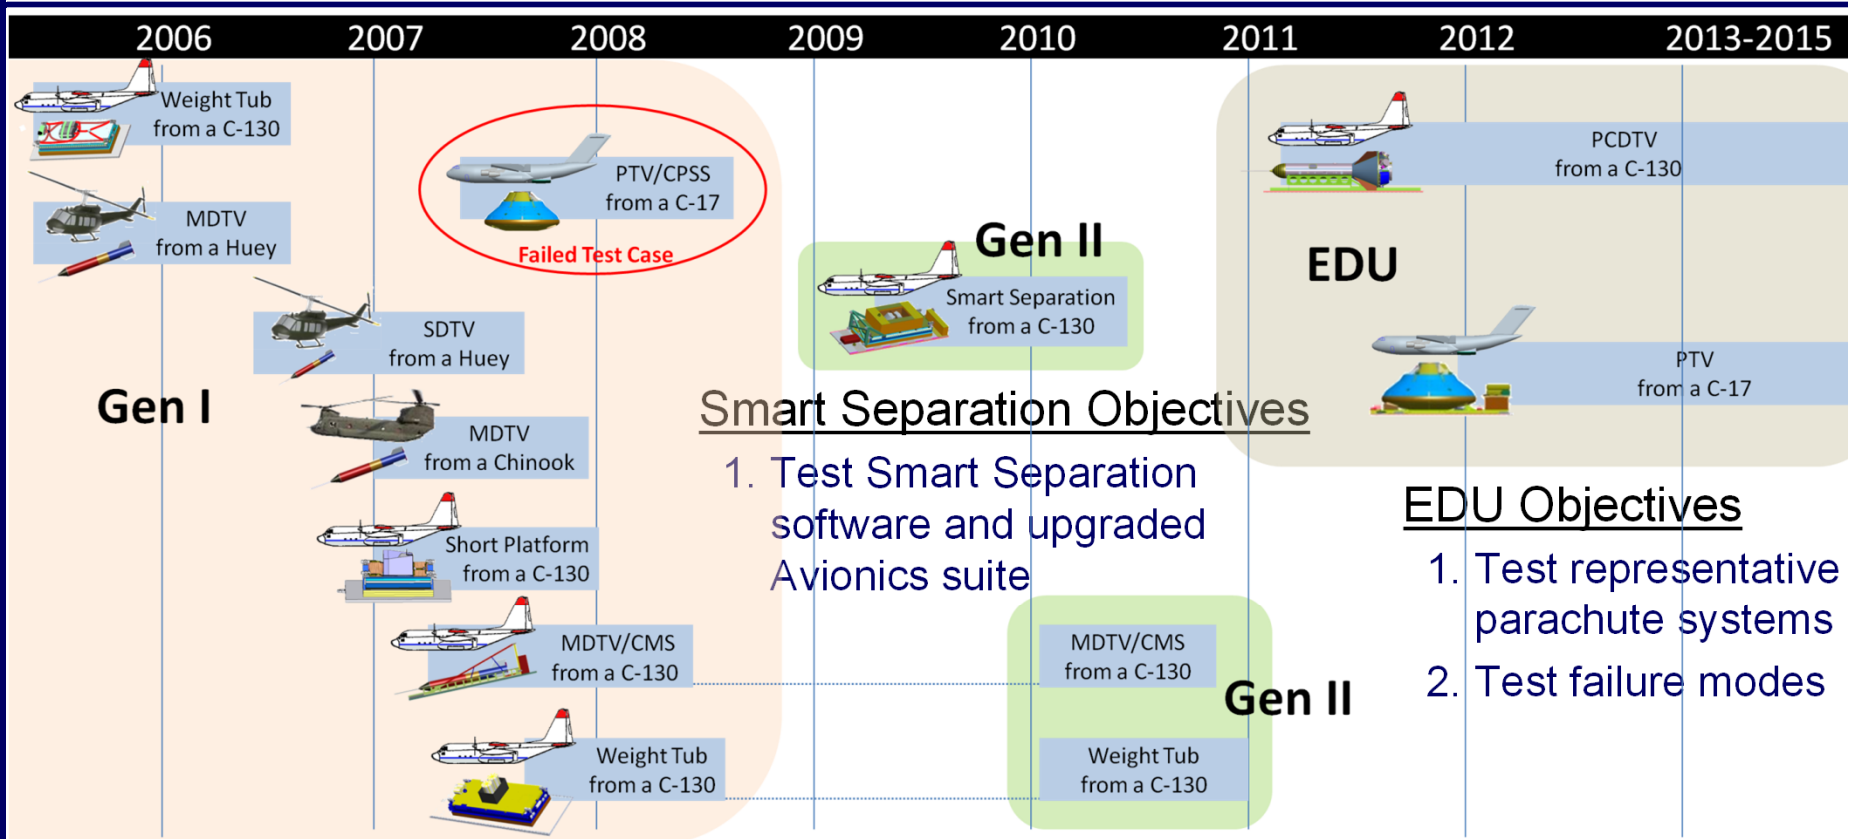 2006 2007 2008 2009 2010 2011 2012 2013-2015
Weight Tub
from a C-130
MDTV
from a Huey
SDTV
from a Huey
Gen I
MDTV
from a Chinook
Short Platform
from a C-130
MDTV/CMS
from a C-130
Weight Tub
from a C-130
PTV/CPSS
from a C-17
Failed Test Case
Gen II
Smart Separation
from a C-130
Smart Separation Objectives
1. Test Smart Separation
software and upgraded
Avionics suite
MDTV/CMS
from a C-130
Gen II
Weight Tub
from a C-130
PCDTV
from a C-130
EDU
PTV
from a C-17
EDU Objectives
1. Test representative
parachute systems
2. Test failure modes